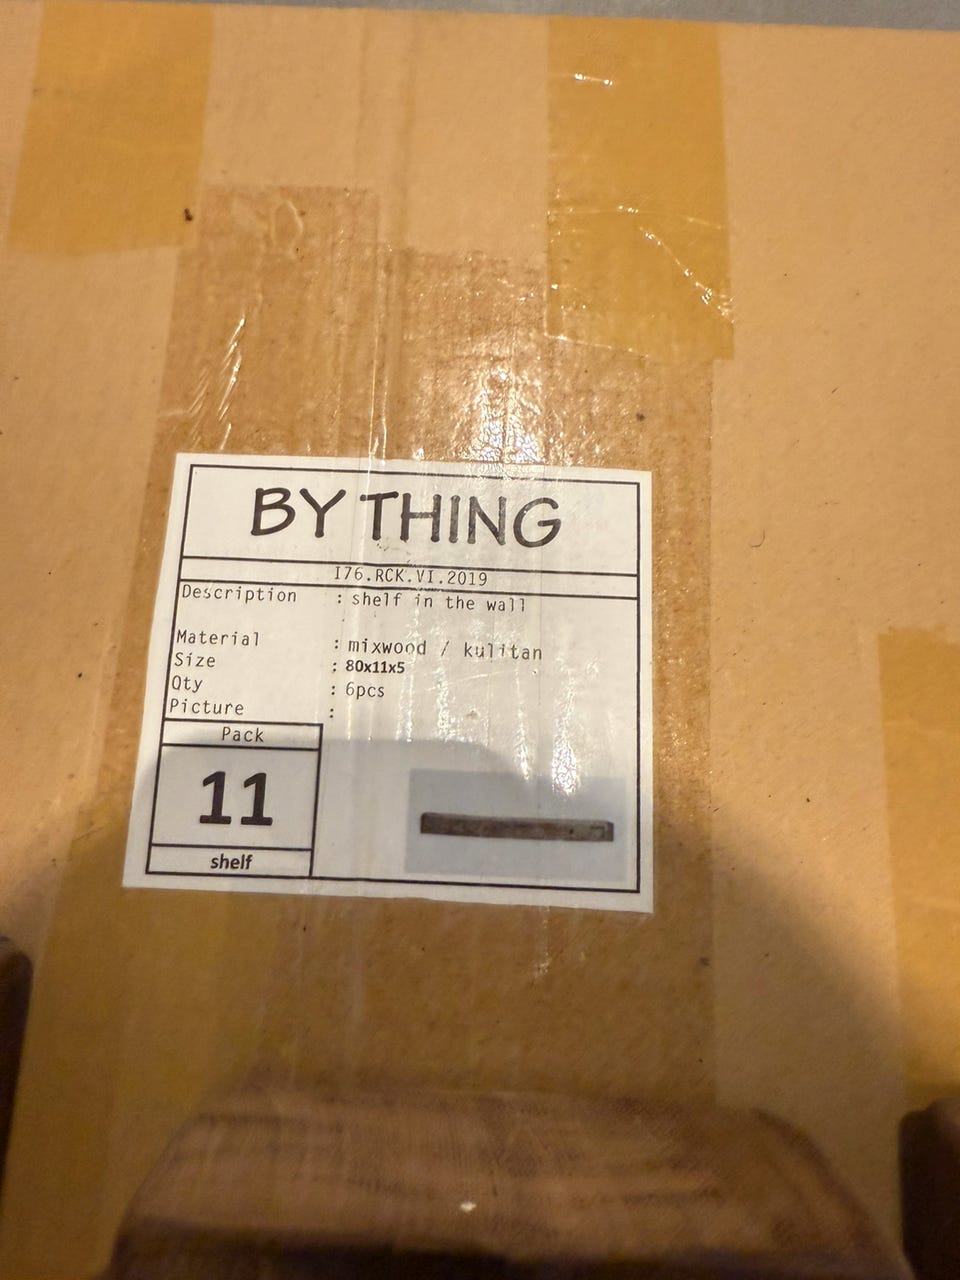 BY THING
I76.RCK.VI.2019
Description : shelf in the wall
Material : mixwood / kulitan
Size : 80x11x5
Qty : 6pcs
Picture :
Pack
11
shelf